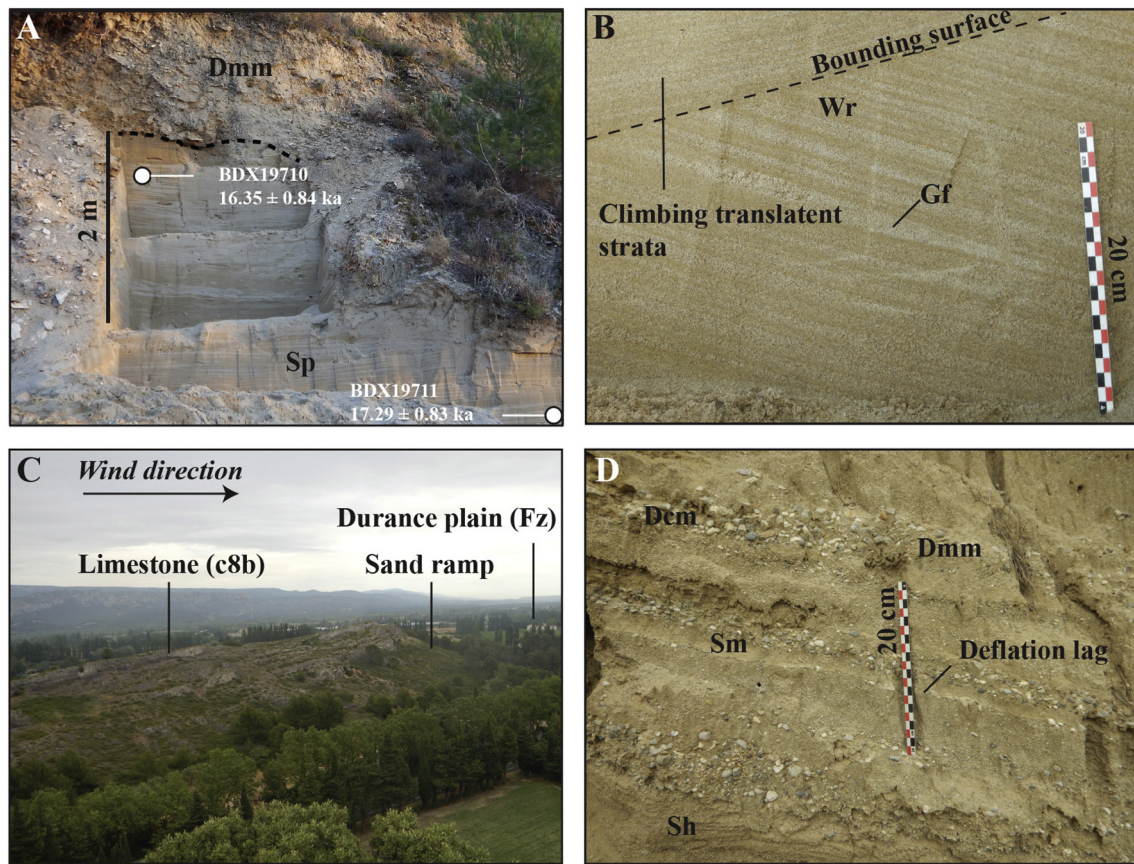 A
Dmm
BDX19710
16.35 ± 0.84 ka
2 m
Sp
BDX19711
17.29 ± 0.83 ka
B
Bounding surface
Wr
Gf
Climbing translatent
strata
20 cm
C
Wind direction
Durance plain (Fz)
Limestone (c8b)
Sand ramp
D
Dcm
Dmm
20 cm
Sm
Deflation lag
Sh